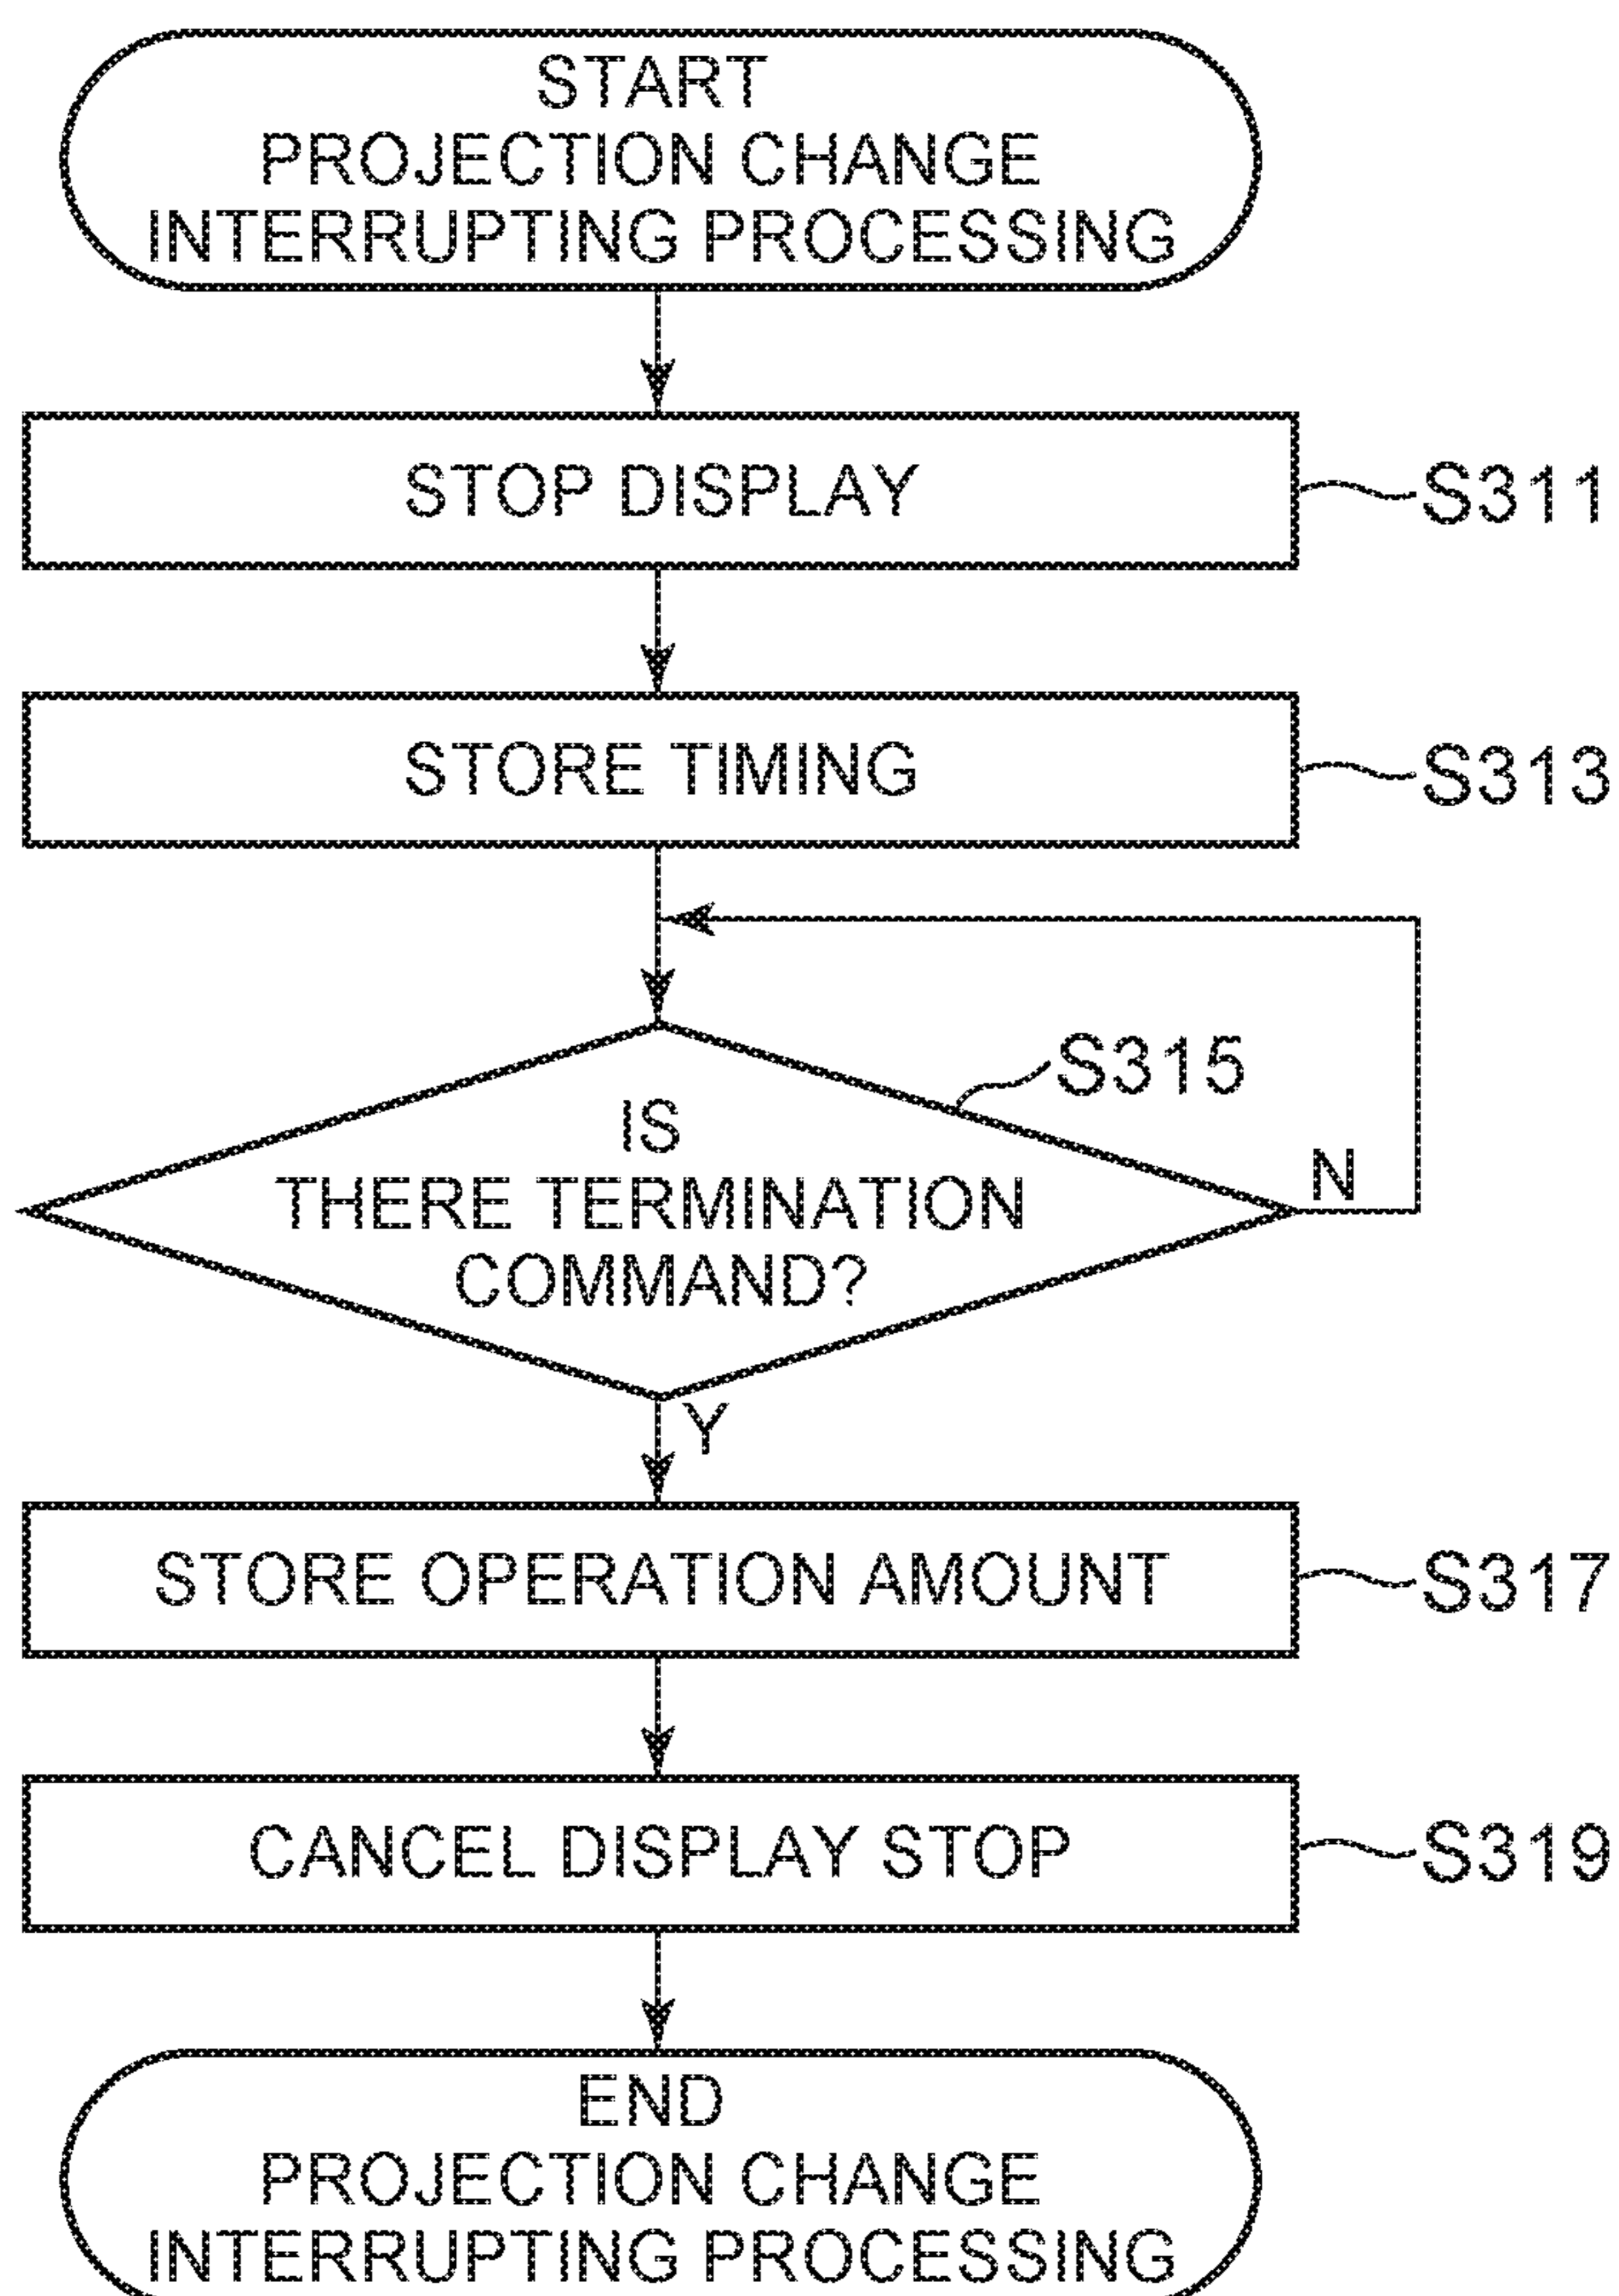 START
PROJECTION CHANGE
INTERRUPTING PROCESSING
STOP DISPLAY
S311
STORE TIMING
S313
S315
IS
THERE TERMINATION
COMMAND?
N
Y
STORE OPERATION AMOUNT
S317
CANCEL DISPLAY STOP
S319
END
PROJECTION CHANGE
INTERRUPTING PROCESSING